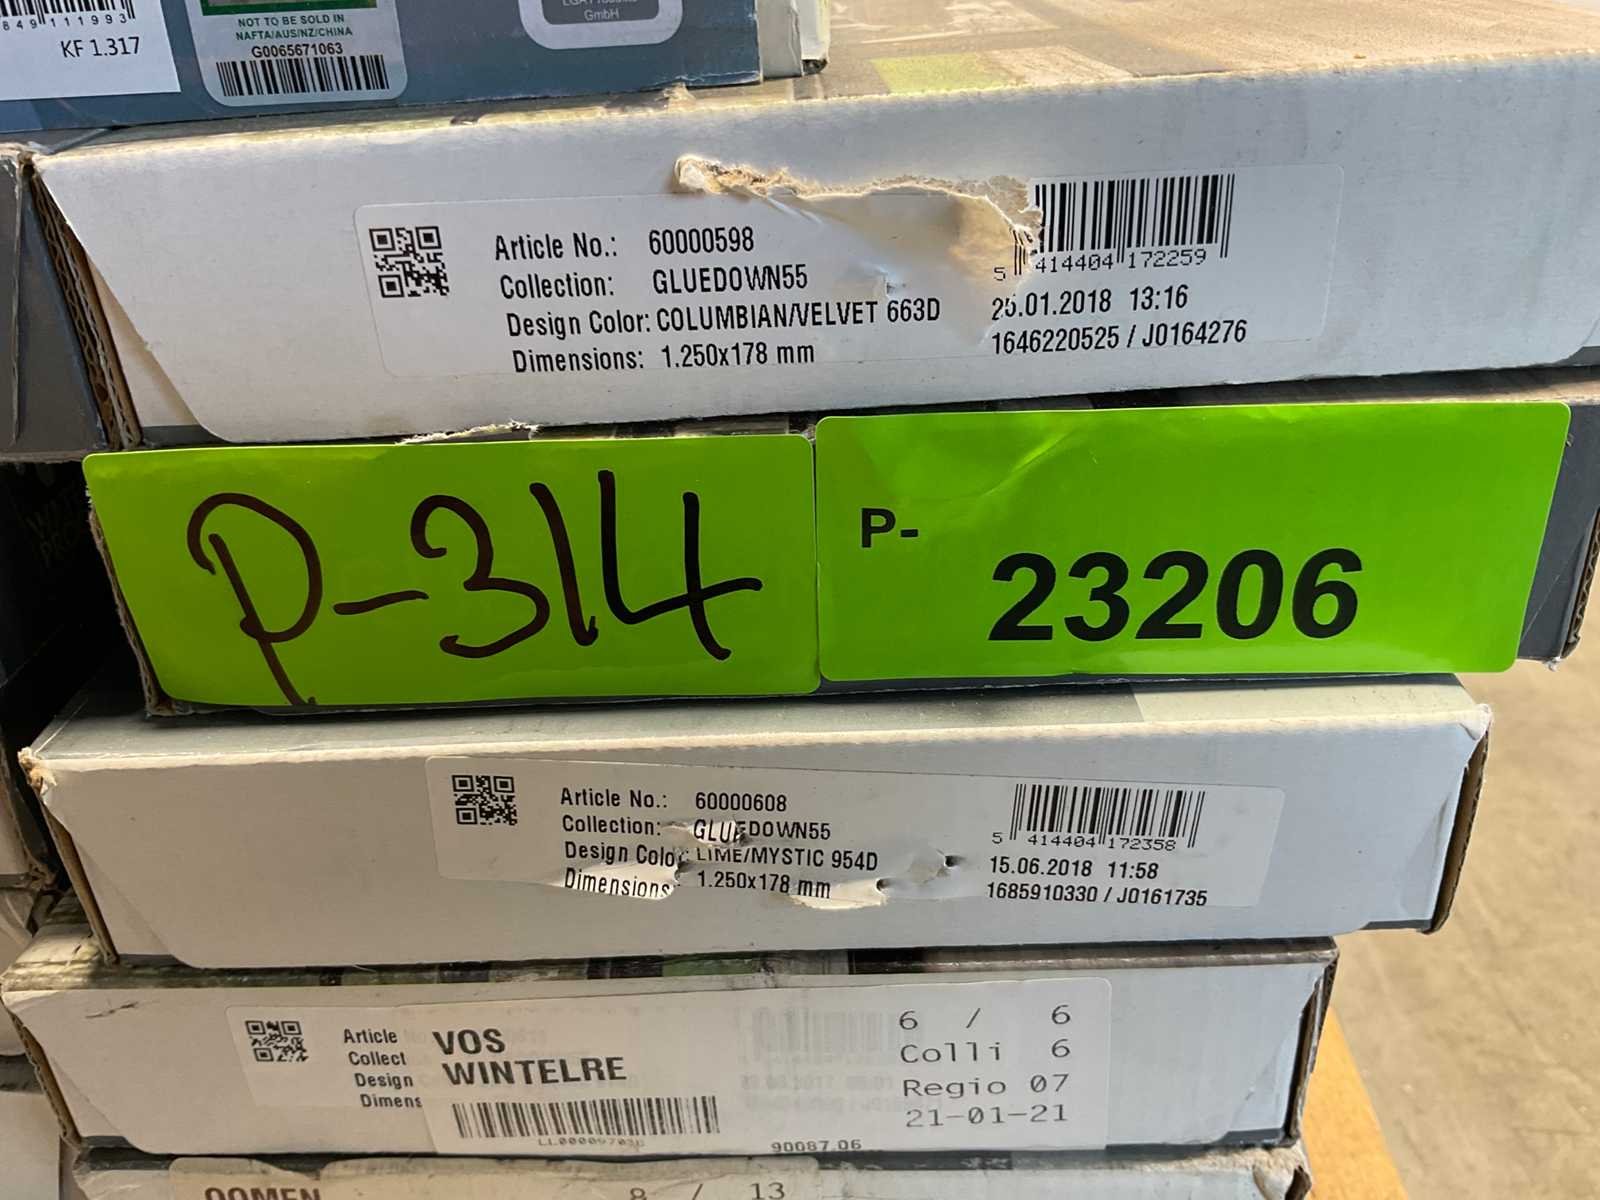 849 111993
KF 1.317
NOT TO BE SOLD IN
NAFTA/AUS/NZ/CHINA
G0065671063
GmbH
Article No.: 60000598
Collection: GLUEDOWN55
Design Color: COLUMBIAN/VELVET 663D
Dimensions: 1.250x178 mm
5 414404 172259
25.01.2018 13:16
1646220525 / J0164276
P-314
P-
23206
Article No.: 60000608
Collection: GLUEDOWN55
Design Color: LIME/MYSTIC 954D
Dimensions: 1.250x178 mm
5 414404 172358
15.06.2018 11:58
1685910330 / J0161735
Article
Collect
Design
Dimens
VOS
WINTELRE
6 / 6
Colli 6
Regio 07
21-01-21
90087.06
OOMEN
8 / 13